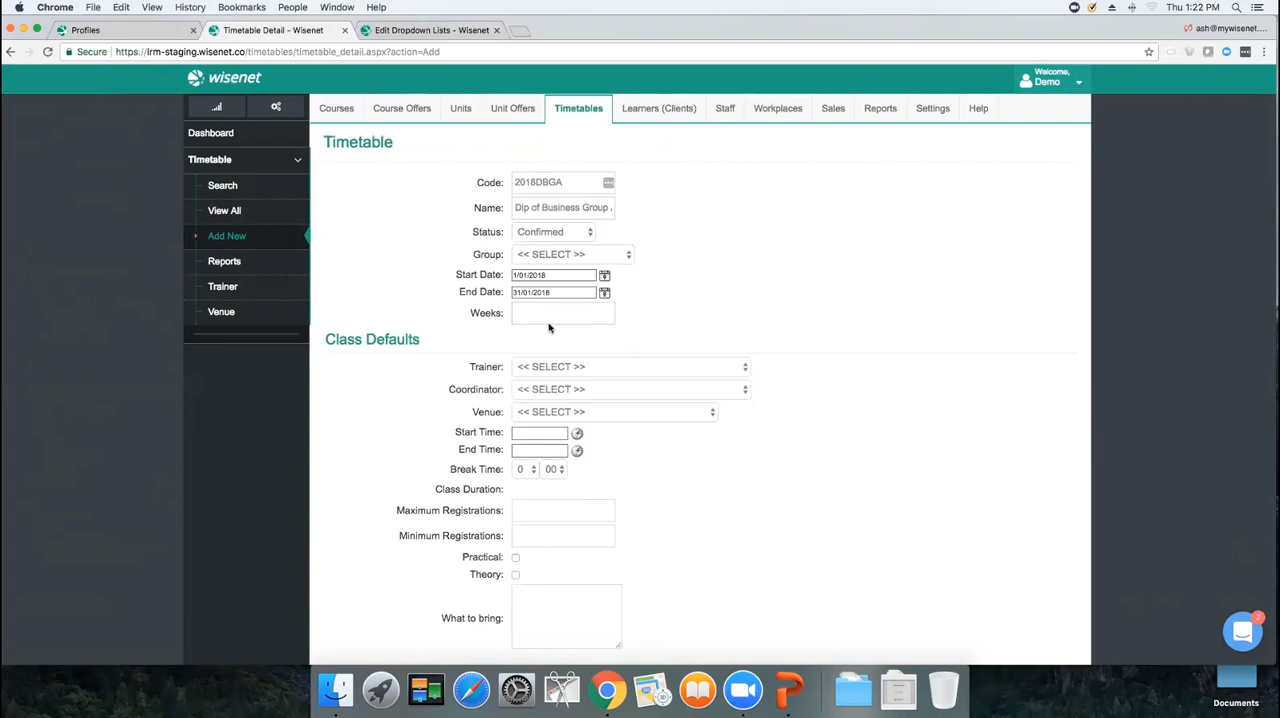 Chrome File Edit View History Bookmarks People Window Help Thu 1:22 PM
Profiles × Timetable Detail - Wisenet × Edit Dropdown Lists - Wisenet × ash@mywisenet....
Secure https://lrm-staging.wisenet.co/timetables/timetable_detail.aspx?action=Add
wisenet Welcome, Demo
Courses Course Offers Units Unit Offers Timetables Learners (Clients) Staff Workplaces Sales Reports Settings Help
Dashboard
Timetable
Search
View All
Add New
Reports
Trainer
Venue
Timetable
Code: 2018DBGA
Name: Dip of Business Group
Status: Confirmed
Group: << SELECT >>
Start Date: 1/01/2018
End Date: 31/01/2018
Weeks:
Class Defaults
Trainer: << SELECT >>
Coordinator: << SELECT >>
Venue: << SELECT >>
Start Time:
End Time:
Break Time: 0 00
Class Duration:
Maximum Registrations:
Minimum Registrations:
Practical:
Theory:
What to bring:
2
Documents